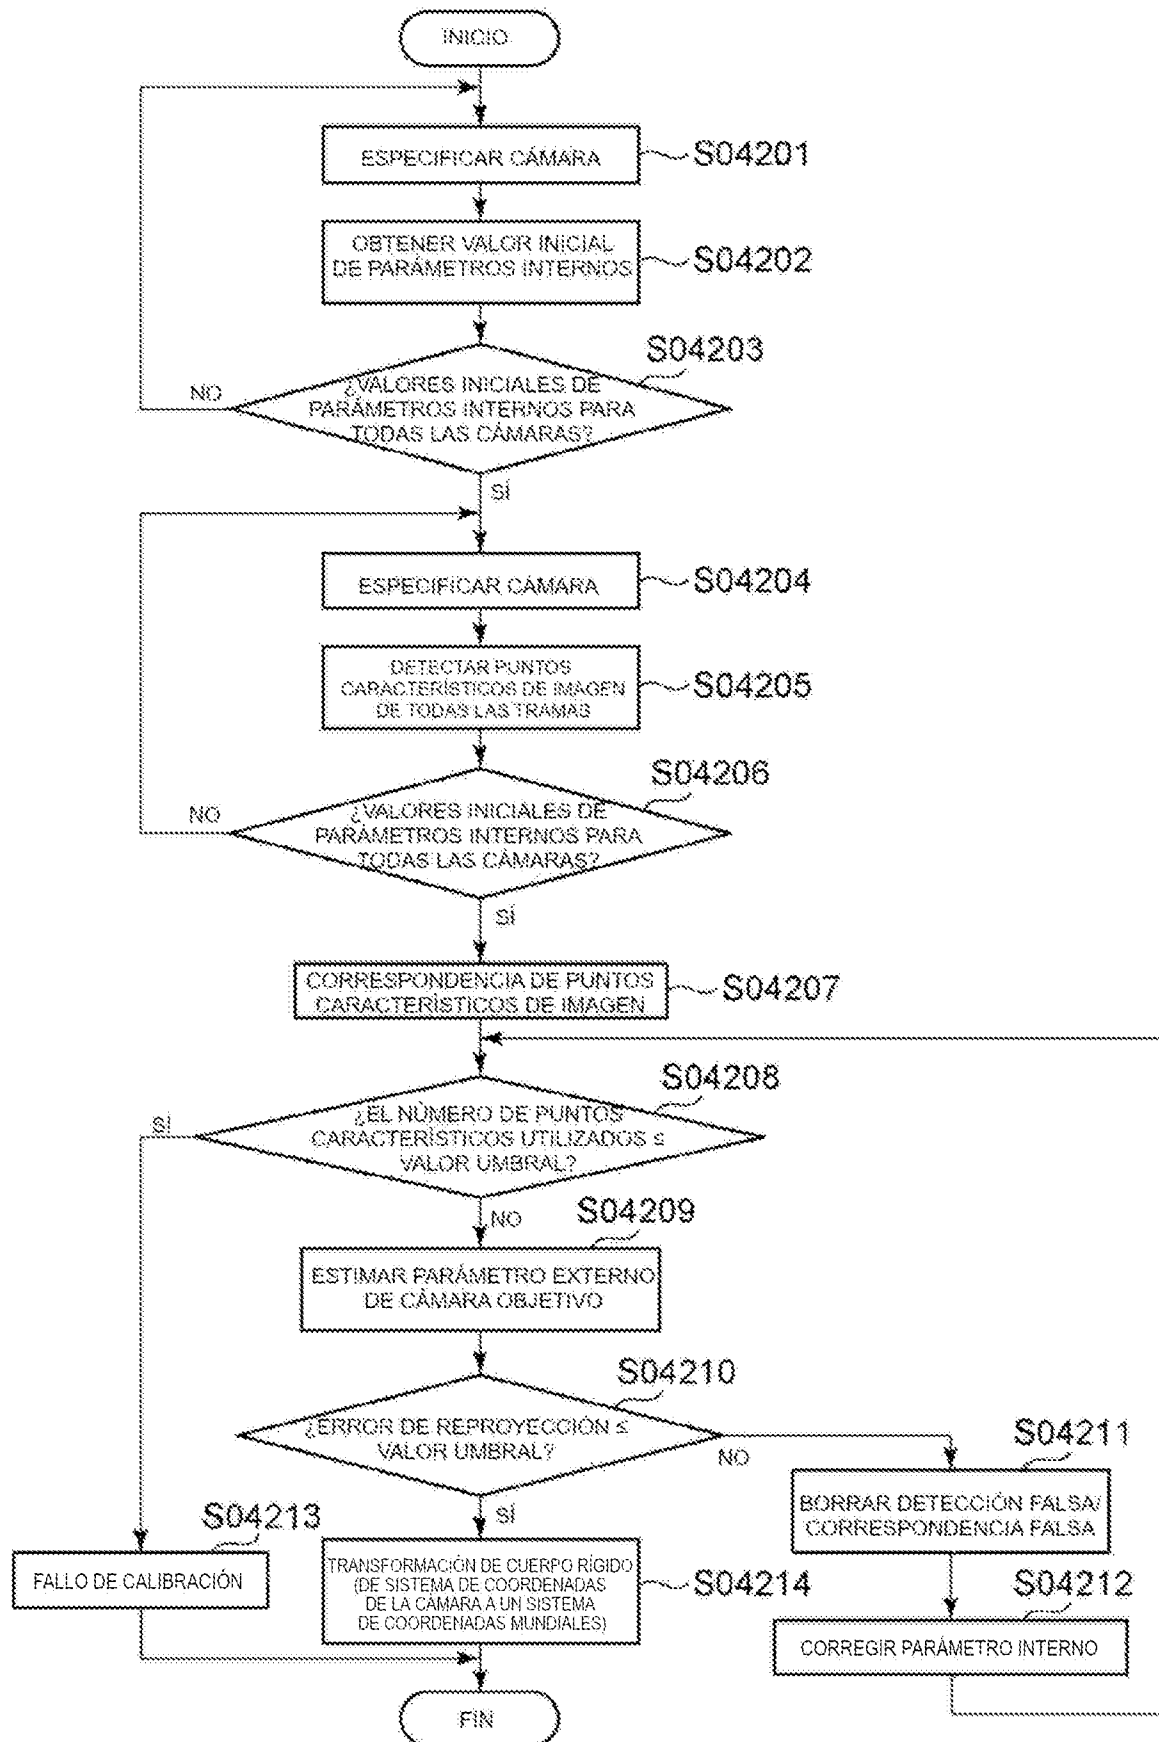 INICIO
ESPECIFICAR CÁMARA
S04201
OBTENER VALOR INICIAL
DE PARÁMETROS INTERNOS
S04202
S04203
¿VALORES INICIALES DE
PARÁMETROS INTERNOS PARA
TODAS LAS CÁMARAS?
NO
SÍ
ESPECIFICAR CÁMARA
S04204
DETECTAR PUNTOS
CARACTERÍSTICOS DE IMAGEN
DE TODAS LAS TRAMAS
S04205
S04206
¿VALORES INICIALES DE
PARÁMETROS INTERNOS PARA
TODAS LAS CÁMARAS?
NO
SÍ
CORRESPONDENCIA DE PUNTOS
CARACTERÍSTICOS DE IMAGEN
S04207
S04208
¿EL NÚMERO DE PUNTOS
CARACTERÍSTICOS UTILIZADOS ≤
VALOR UMBRAL?
SÍ
NO
S04209
ESTIMAR PARÁMETRO EXTERNO
DE CÁMARA OBJETIVO
S04210
¿ERROR DE REPROYECCIÓN ≤
VALOR UMBRAL?
NO
SÍ
S04211
BORRAR DETECCIÓN FALSA/
CORRESPONDENCIA FALSA
S04213
FALLO DE CALIBRACIÓN
TRANSFORMACIÓN DE CUERPO RÍGIDO
(DE SISTEMA DE COORDENADAS
DE LA CÁMARA A UN SISTEMA
DE COORDENADAS MUNDIALES)
S04214
S04212
CORREGIR PARÁMETRO INTERNO
FIN